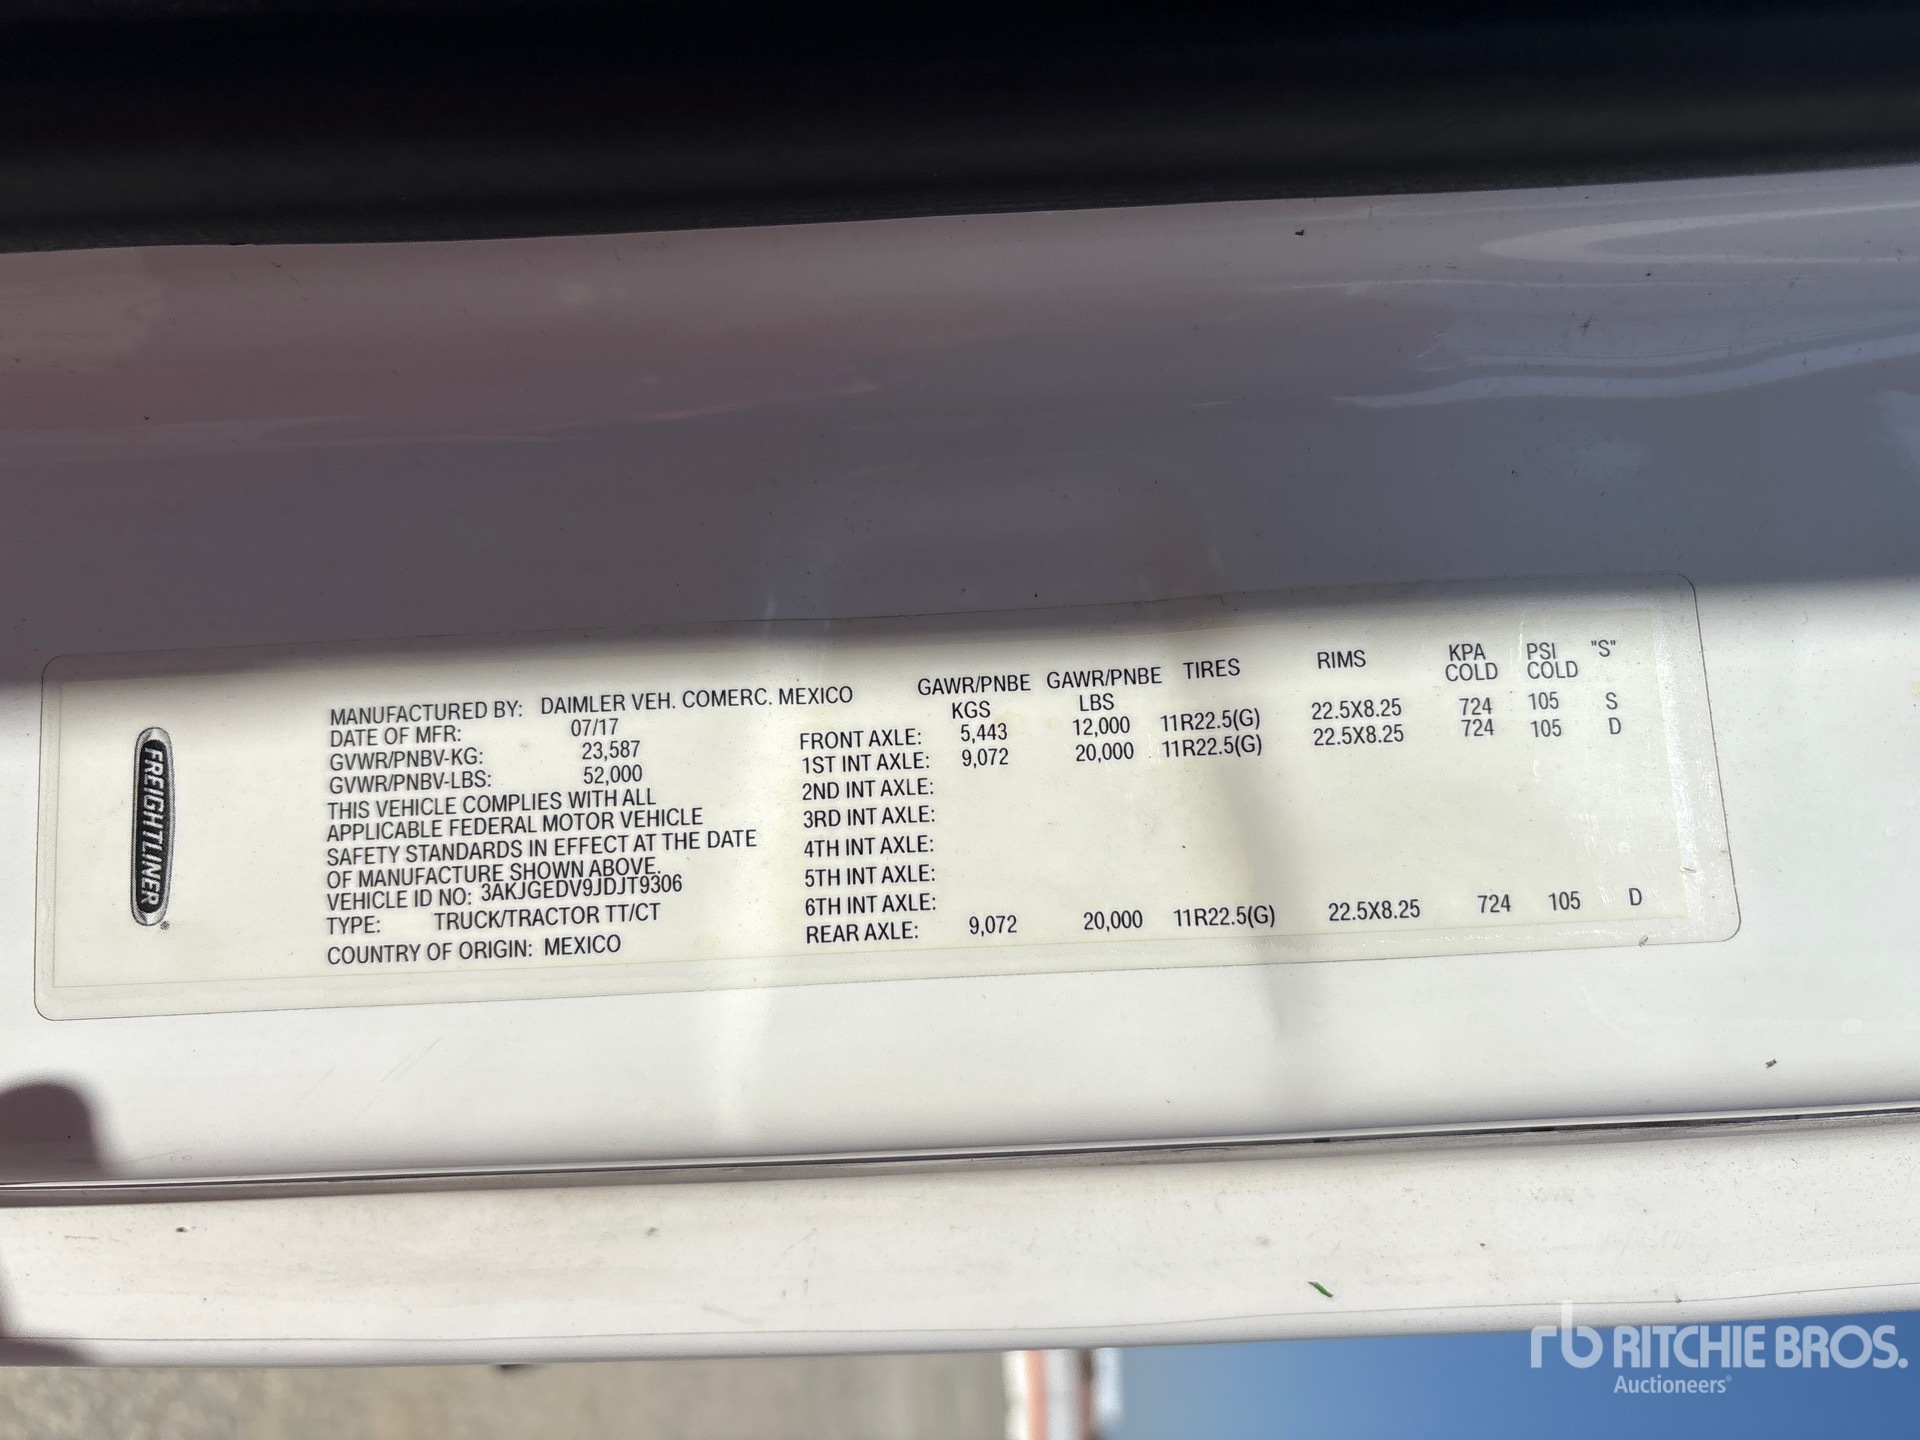 FREIGHTLINER®
MANUFACTURED BY: DAIMLER VEH. COMERC. MEXICO
DATE OF MFR: 07/17
GVWR/PNBV-KG: 23,587
GVWR/PNBV-LBS: 52,000
THIS VEHICLE COMPLIES WITH ALL
APPLICABLE FEDERAL MOTOR VEHICLE
SAFETY STANDARDS IN EFFECT AT THE DATE
OF MANUFACTURE SHOWN ABOVE.
VEHICLE ID NO: 3AKJGEDV9JDJT9306
TYPE: TRUCK/TRACTOR TT/CT
COUNTRY OF ORIGIN: MEXICO
GAWR/PNBE KGS GAWR/PNBE LBS TIRES RIMS KPA COLD PSI COLD "S"
FRONT AXLE: 5,443 12,000 11R22.5(G) 22.5X8.25 724 105 S
1ST INT AXLE: 9,072 20,000 11R22.5(G) 22.5X8.25 724 105 D
2ND INT AXLE:
3RD INT AXLE:
4TH INT AXLE:
5TH INT AXLE:
6TH INT AXLE:
REAR AXLE: 9,072 20,000 11R22.5(G) 22.5X8.25 724 105 D
rb RITCHIE BROS.
Auctioneers®